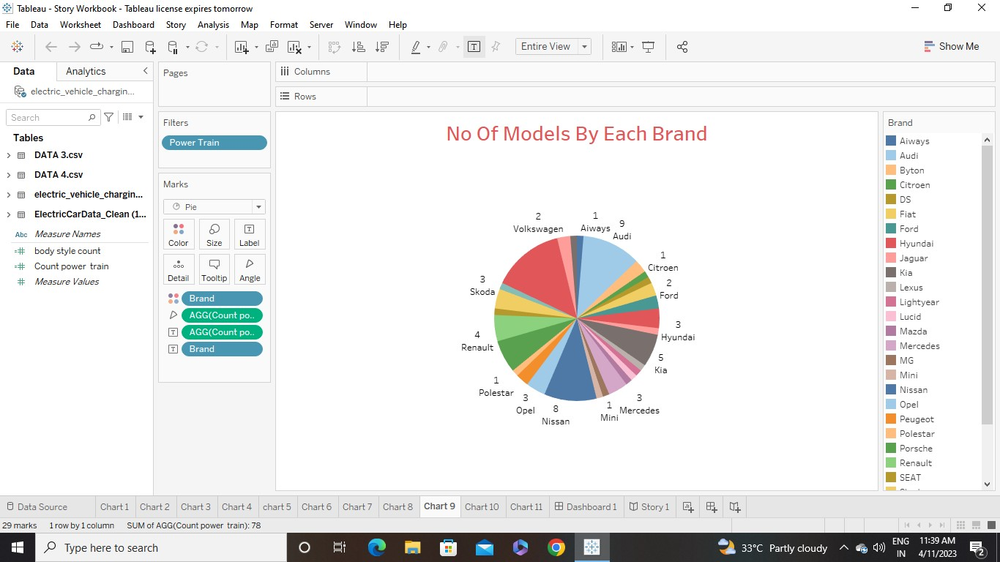 Tableau - Story Workbook - Tableau license expires tomorrow
File Data Worksheet Dashboard Story Analysis Map Format Server Window Help
Entire View
Show Me
Data Analytics
electric_vehicle_chargin...
Search
Tables
DATA 3.csv
DATA 4.csv
electric_vehicle_chargin...
ElectricCarData_Clean (1...
Abc Measure Names
body style count
Count power train
Measure Values
Pages
Filters
Power Train
Marks
Pie
Color Size Label
Detail Tooltip Angle
Brand
AGG(Count po..
AGG(Count po..
Brand
Columns
Rows
No Of Models By Each Brand
2
Volkswagen
1
Aiways
9
Audi
1
Citroen
2
Ford
3
Hyundai
5
Kia
3
Mercedes
1
Mini
8
Nissan
3
Opel
1
Polestar
4
Renault
3
Skoda
Brand
Aiways
Audi
Byton
Citroen
DS
Fiat
Ford
Hyundai
Jaguar
Kia
Lexus
Lightyear
Lucid
Mazda
Mercedes
MG
Mini
Nissan
Opel
Peugeot
Polestar
Porsche
Renault
SEAT
Data Source Chart 1 Chart 2 Chart 3 Chart 4 chart 5 Chart 6 Chart 7 Chart 8 Chart 9 Chart 10 Chart 11 Dashboard 1 Story 1
29 marks 1 row by 1 column SUM of AGG(Count power train): 78
Type here to search
33°C Partly cloudy
ENG
IN
11:39 AM
4/11/2023
2